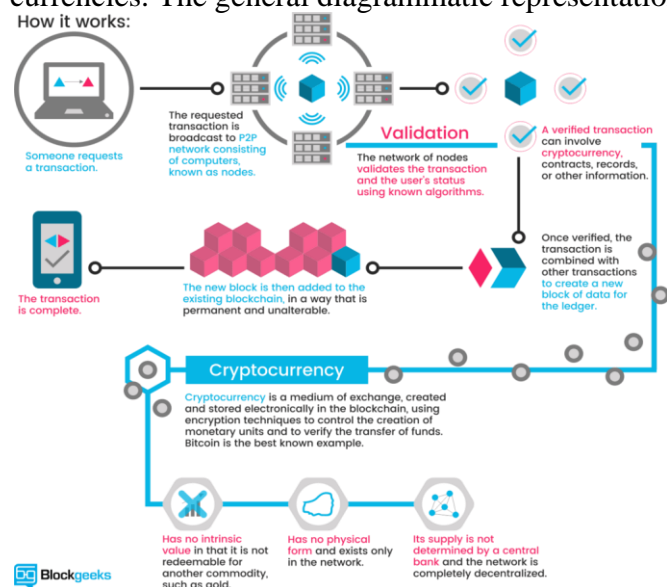 currencies. The general diagrammatic representation
How it works:
Someone requests
a transaction.
The requested
transaction is
broadcast to P2P
network consisting
of computers,
known as nodes.
Validation
The network of nodes
validates the transaction
and the user's status
using known algorithms.
A verified transaction
can involve
cryptocurrency,
contracts, records,
or other information.
Once verified, the
transaction is
combined with
other transactions
to create a new
block of data for
the ledger.
The new block is then added to the
existing blockchain, in a way that is
permanent and unalterable.
The transaction
is complete.
Cryptocurrency
Cryptocurrency is a medium of exchange, created
and stored electronically in the blockchain, using
encryption techniques to control the creation of
monetary units and to verify the transfer of funds.
Bitcoin is the best known example.
Has no intrinsic
value in that it is not
redeemable for
another commodity,
such as gold.
Has no physical
form and exists only
in the network.
Its supply is not
determined by a central
bank and the network is
completely decentralized.
Blockgeeks